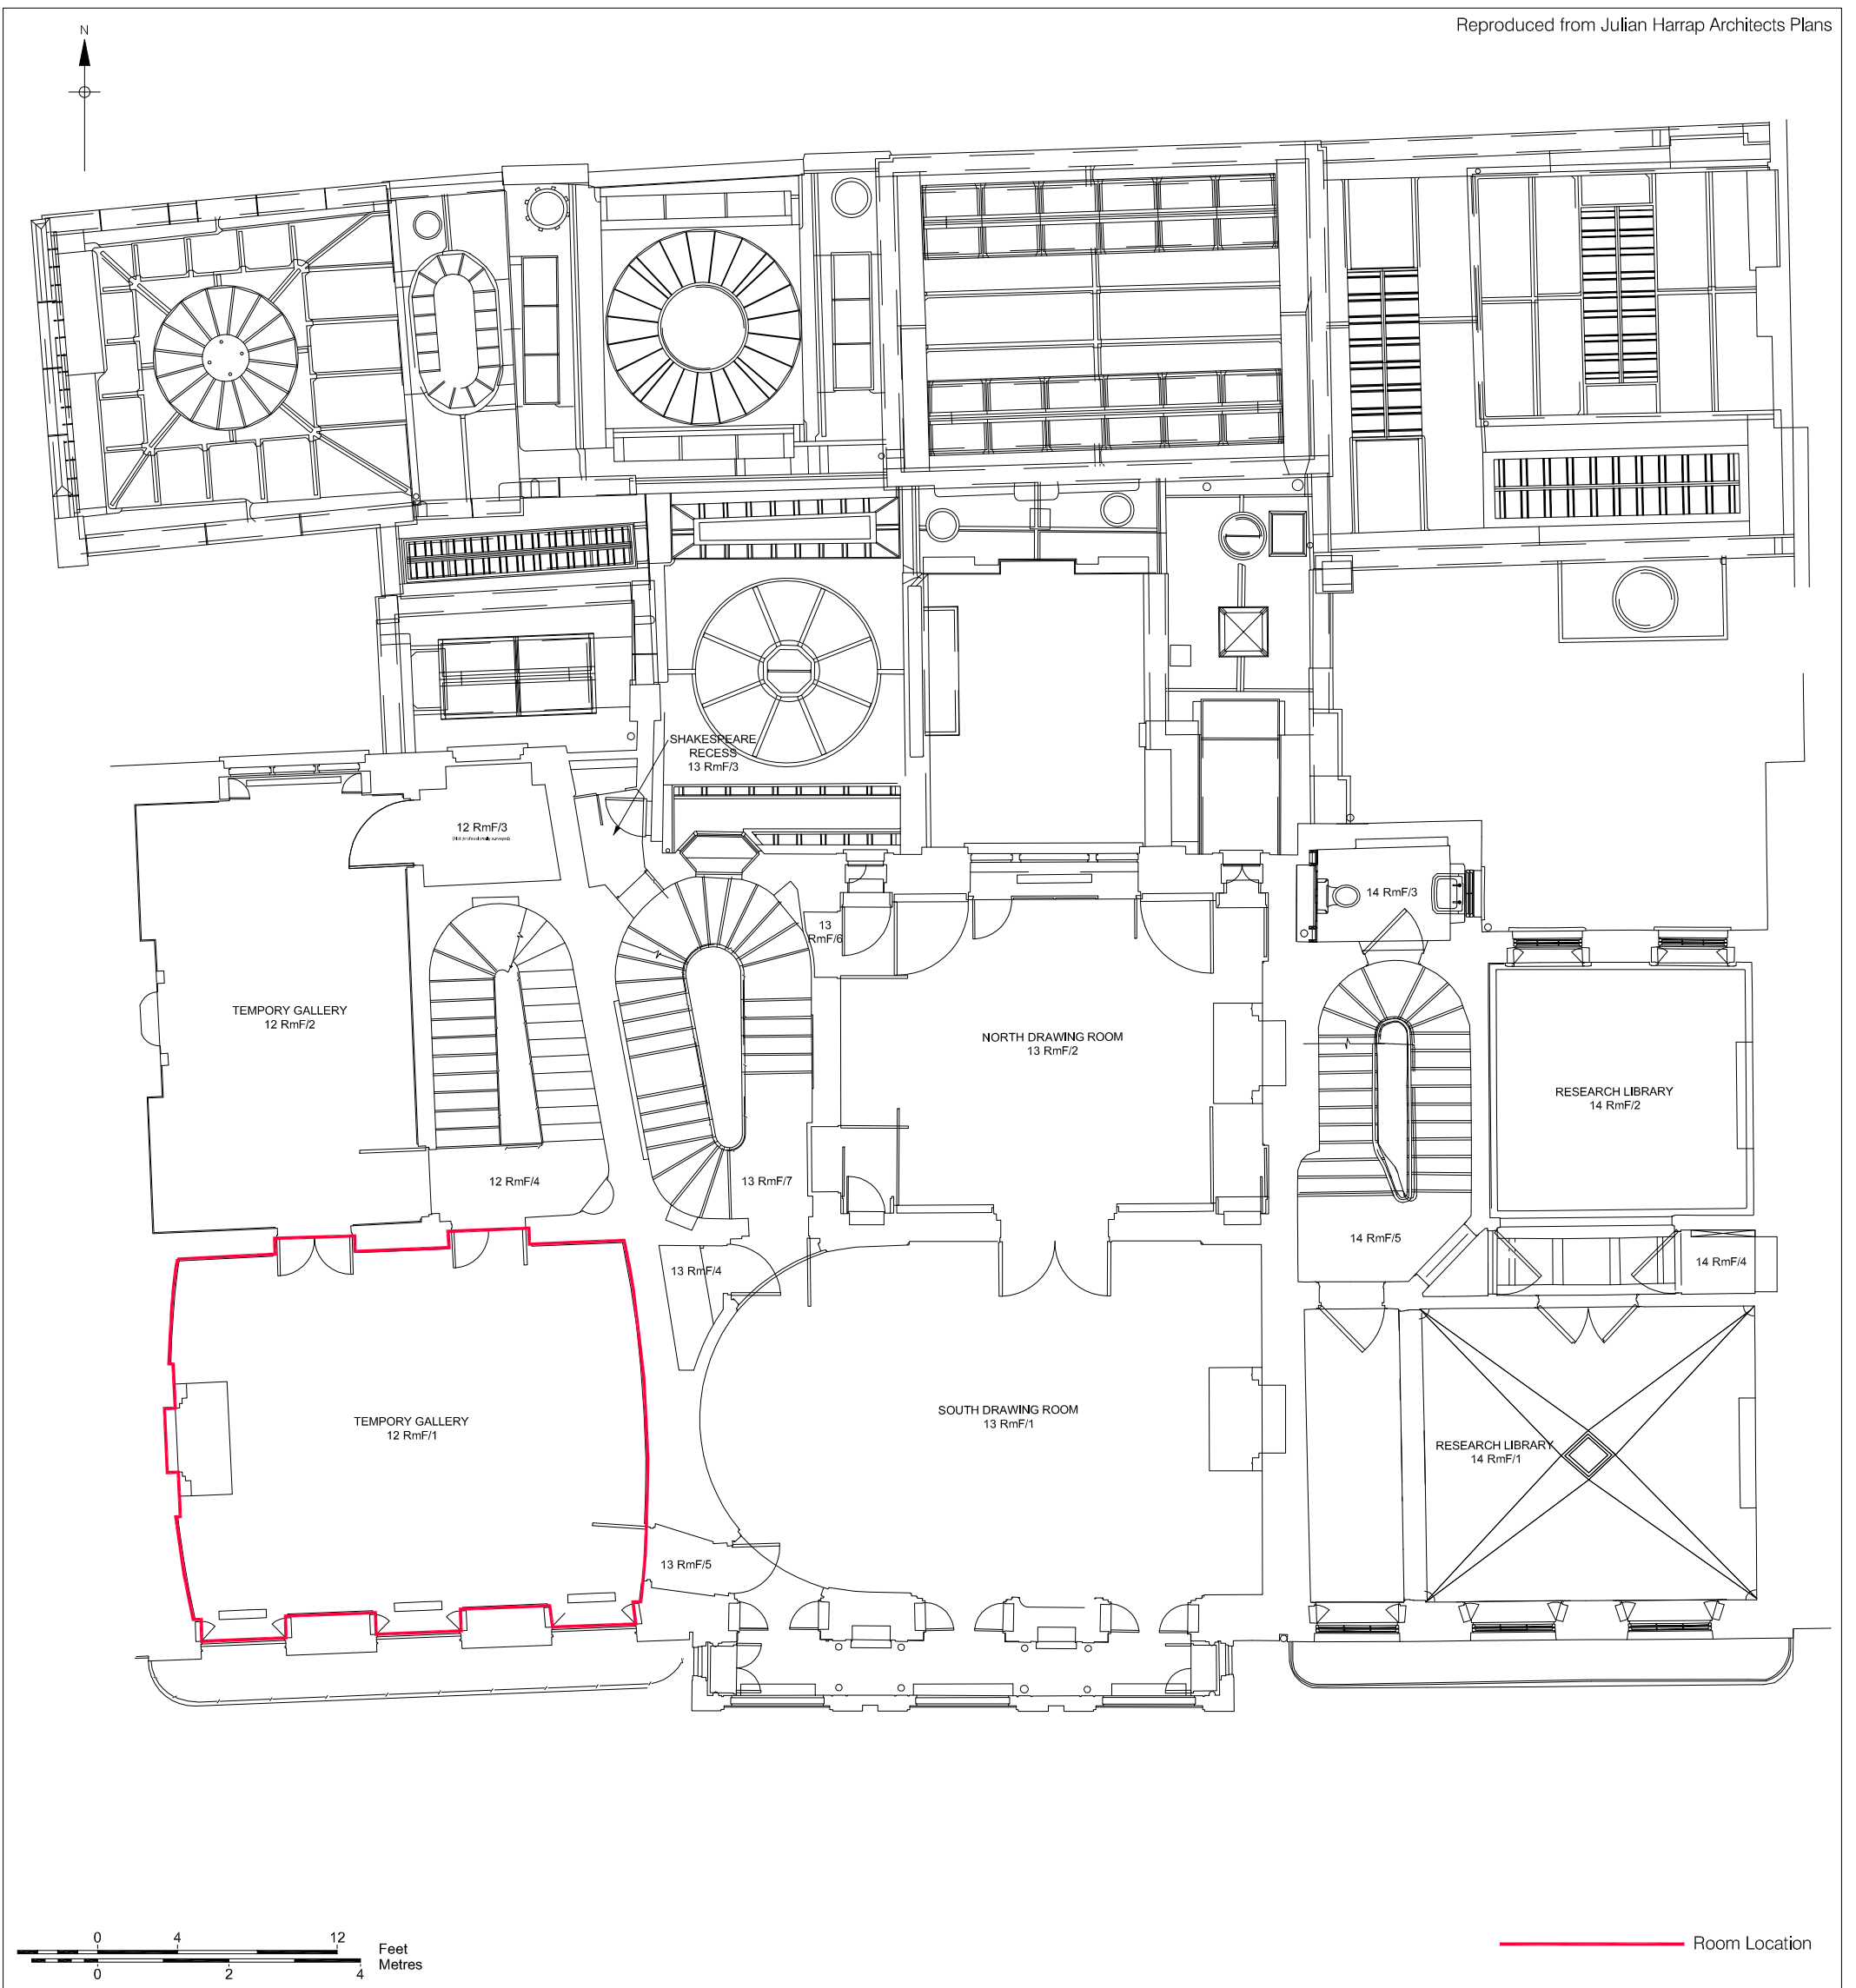 Reproduced from Julian Harrap Architects Plans
N
SHAKESPEARE
RECESS
13 RmF/3
12 RmF/3
14 RmF/3
13
RmF/6
TEMPORY GALLERY
12 RmF/2
NORTH DRAWING ROOM
13 RmF/2
RESEARCH LIBRARY
14 RmF/2
12 RmF/4
13 RmF/7
14 RmF/5
14 RmF/4
13 RmF/4
TEMPORY GALLERY
12 RmF/1
SOUTH DRAWING ROOM
13 RmF/1
RESEARCH LIBRARY
14 RmF/1
13 RmF/5
0 4 12
Feet
Metres
0 2 4
Room Location